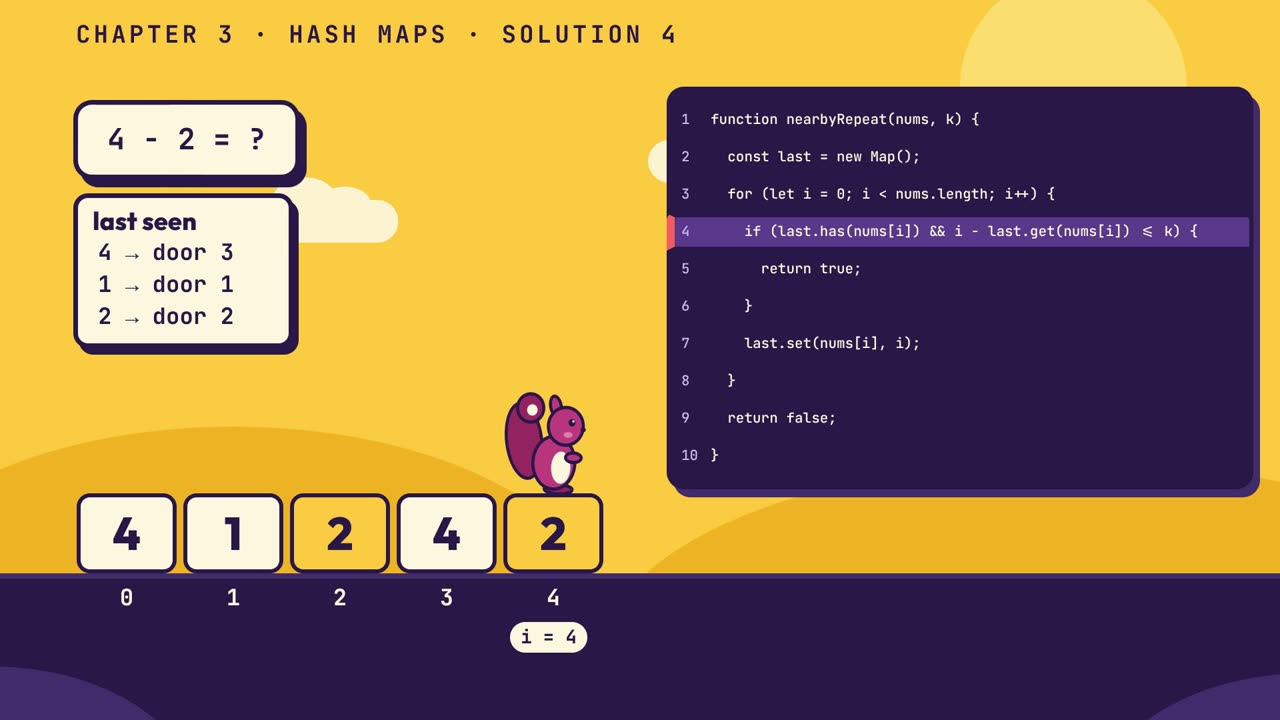 CHAPTER 3 · HASH MAPS · SOLUTION 4
4 - 2 = ?
last seen
4 → door 3
1 → door 1
2 → door 2
1 function nearbyRepeat(nums, k) {
2 const last = new Map();
3 for (let i = 0; i < nums.length; i++) {
4 if (last.has(nums[i]) && i - last.get(nums[i]) ≤ k) {
5 return true;
6 }
7 last.set(nums[i], i);
8 }
9 return false;
10 }
4 1 2 4 2
0 1 2 3 4
i = 4